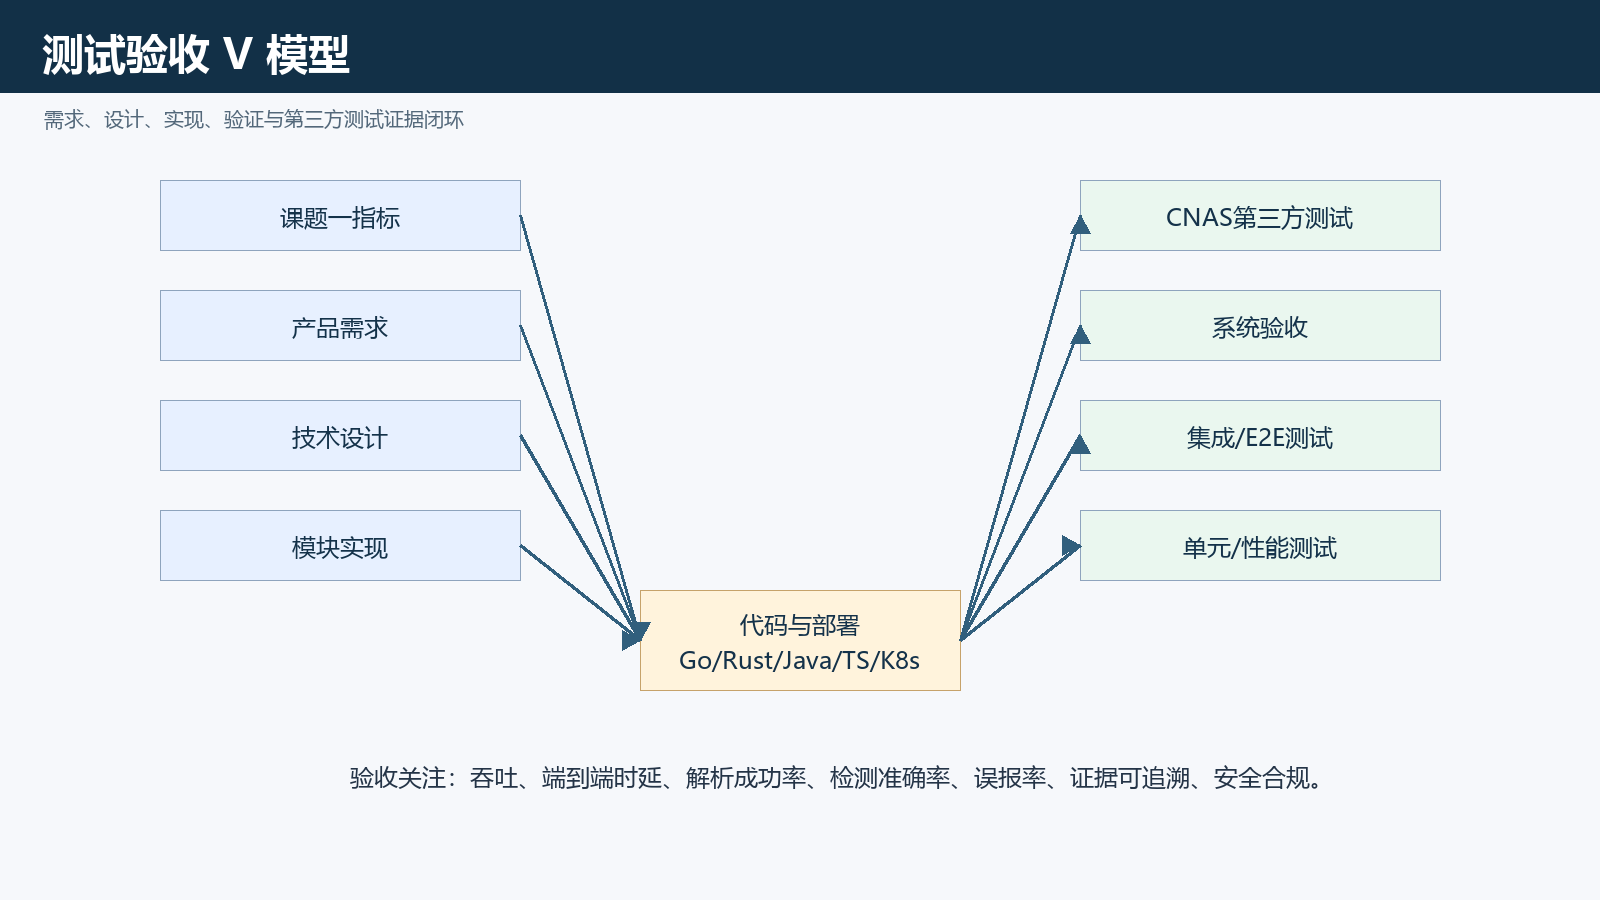 测试验收 V 模型
需求、设计、实现、验证与第三方测试证据闭环
课题一指标
产品需求
技术设计
模块实现
代码与部署
Go/Rust/Java/TS/K8s
CNAS第三方测试
系统验收
集成/E2E测试
单元/性能测试
验收关注：吞吐、端到端时延、解析成功率、检测准确率、误报率、证据可追溯、安全合规。